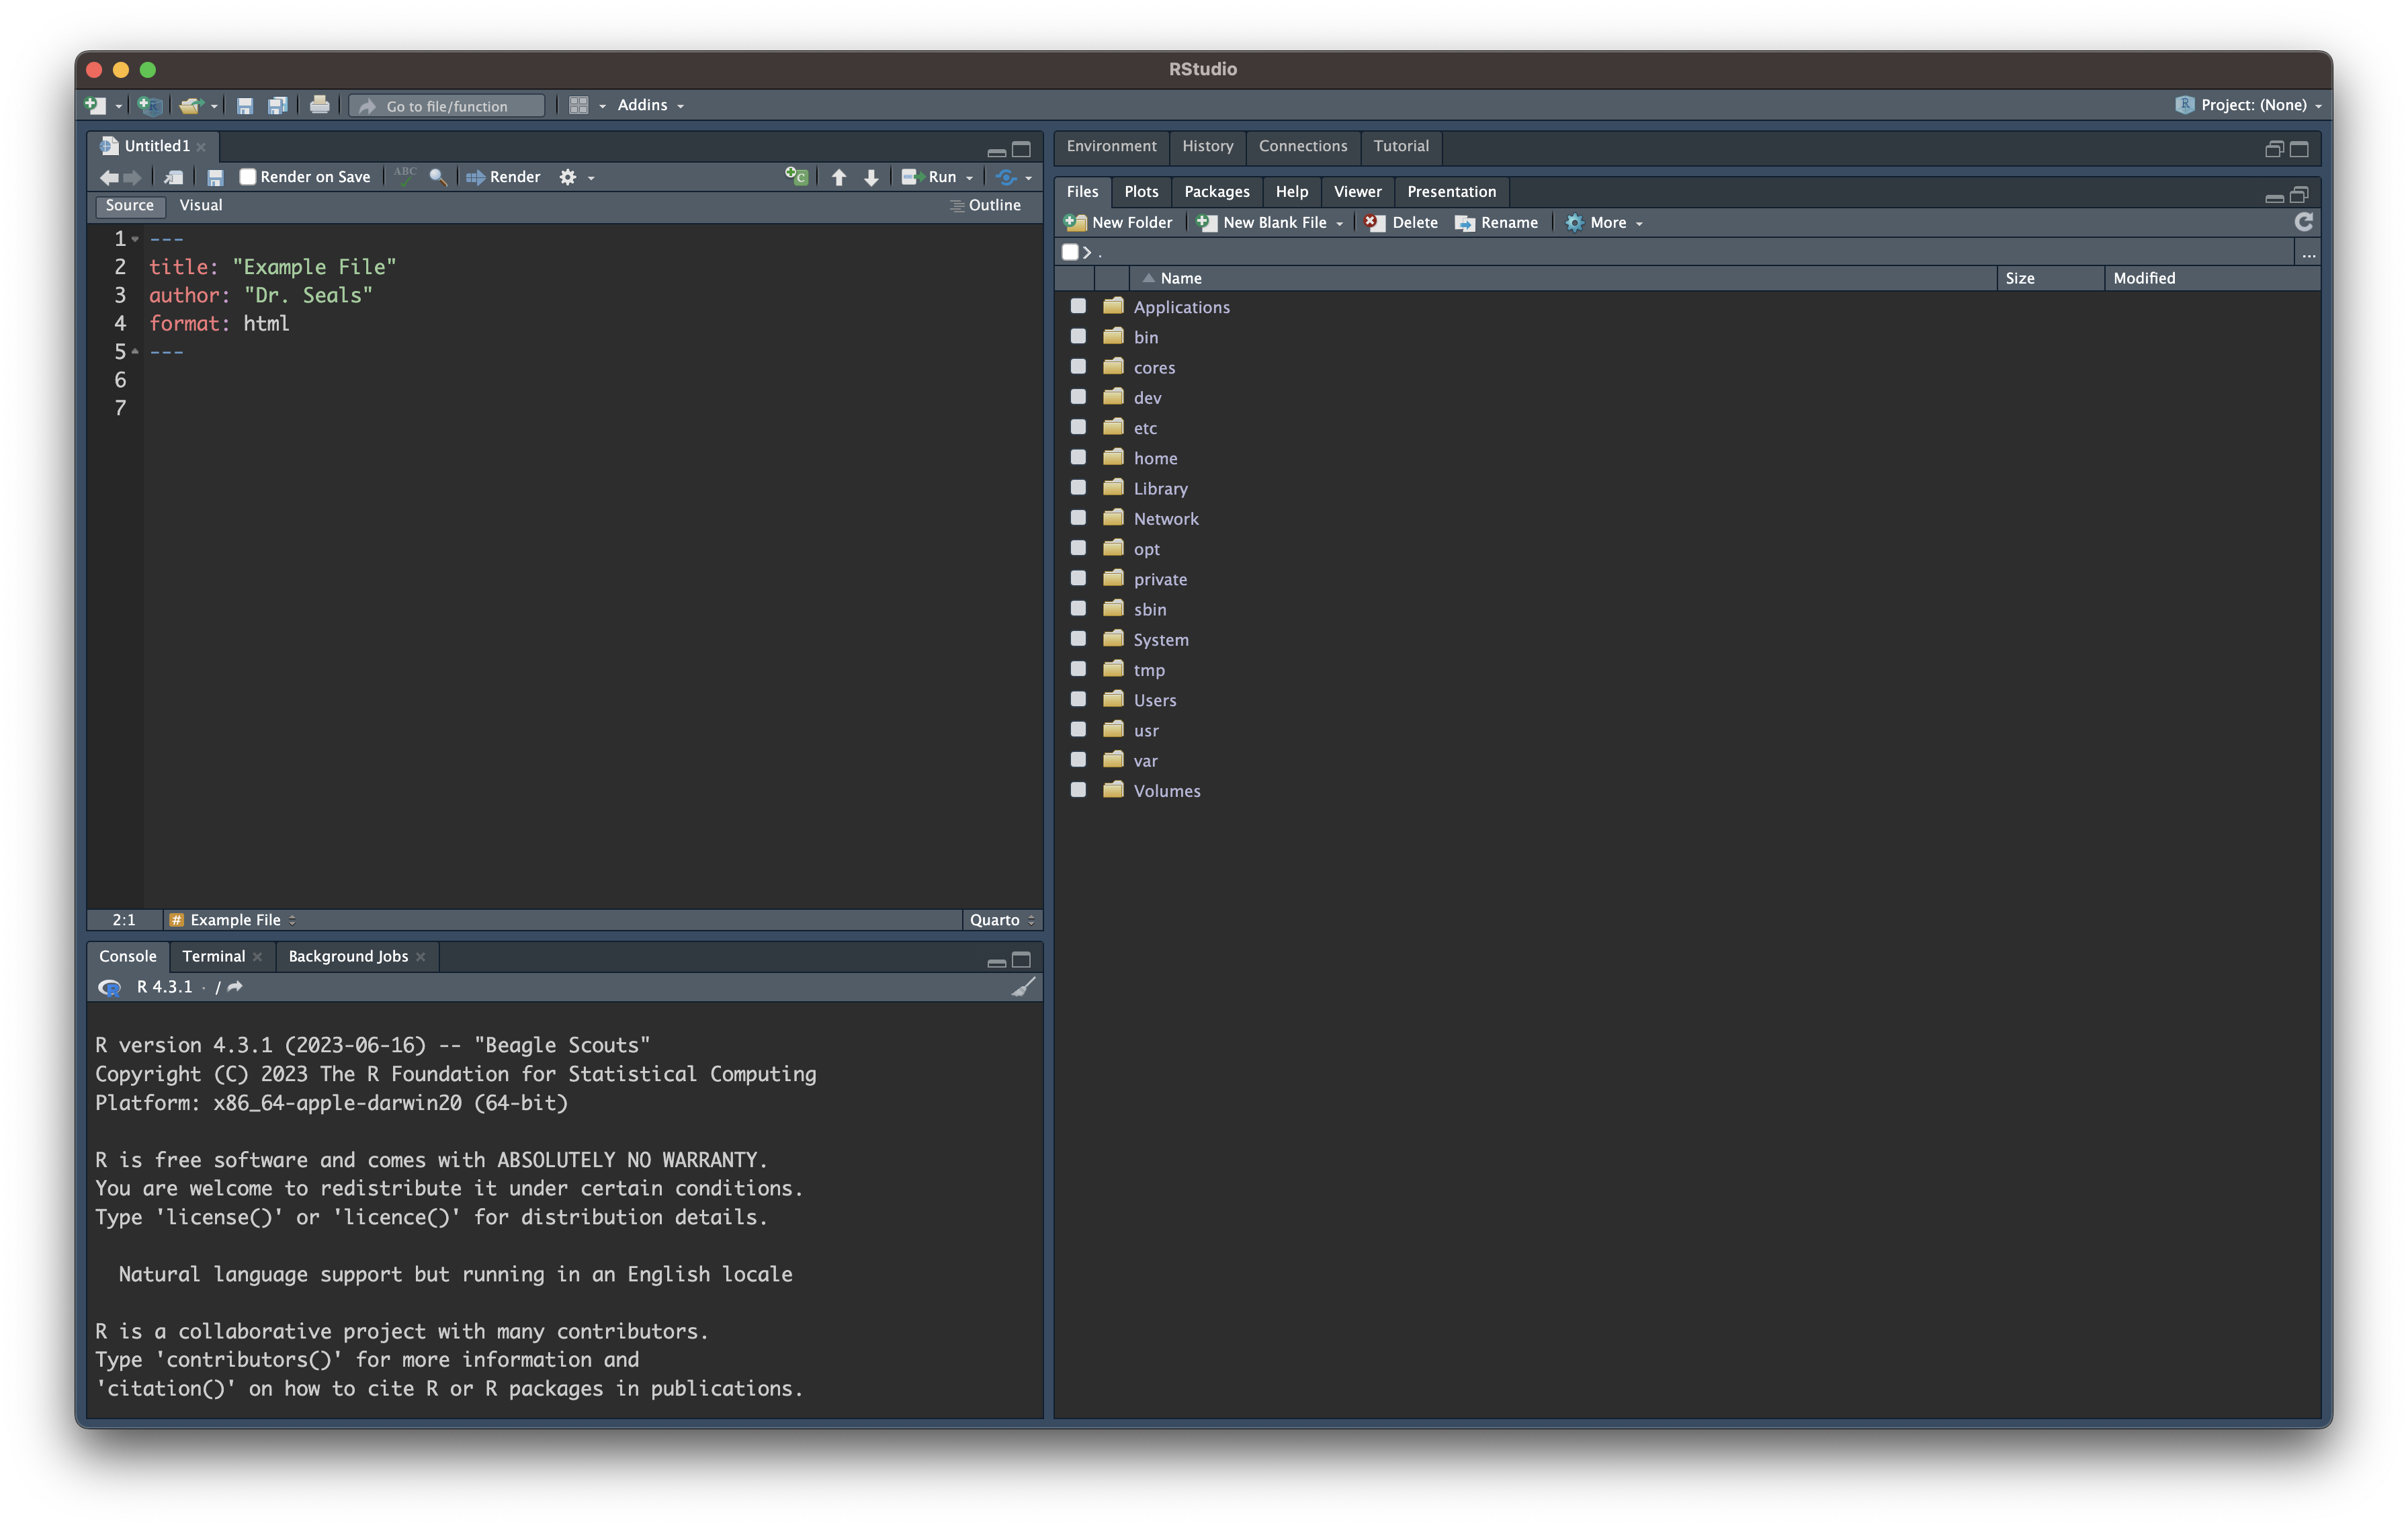 RStudio
Go to file/function
Addins
Project: (None)
Untitled1
Render on Save
ABC
Render
Run
Source
Visual
Outline
1 ---
2 title: "Example File"
3 author: "Dr. Seals"
4 format: html
5 ---
6
7
2:1
# Example File
Quarto
Console
Terminal
Background Jobs
R 4.3.1 · /
R version 4.3.1 (2023-06-16) -- "Beagle Scouts"
Copyright (C) 2023 The R Foundation for Statistical Computing
Platform: x86_64-apple-darwin20 (64-bit)
R is free software and comes with ABSOLUTELY NO WARRANTY.
You are welcome to redistribute it under certain conditions.
Type 'license()' or 'licence()' for distribution details.
Natural language support but running in an English locale
R is a collaborative project with many contributors.
Type 'contributors()' for more information and
'citation()' on how to cite R or R packages in publications.
Environment
History
Connections
Tutorial
Files
Plots
Packages
Help
Viewer
Presentation
New Folder
New Blank File
Delete
Rename
More
.
...
Name
Size
Modified
Applications
bin
cores
dev
etc
home
Library
Network
opt
private
sbin
System
tmp
Users
usr
var
Volumes